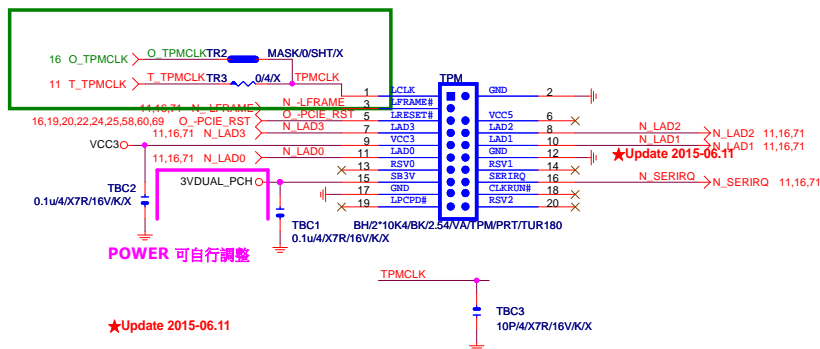 16 O_TPMCLK O_TPMCLK TR2 MASK/0/SHT/X
11 T_TPMCLK T_TPMCLK TR3 0/4/X TPMCLK
TPM
1 LCLK GND 2
11,16,71 N_-LFRAME N_-LFRAME 3 LFRAME#
16,19,20,22,24,25,58,60,69 O_-PCIE_RST O_-PCIE_RST 5 LRESET# VCC5 6
11,16,71 N_LAD3 N_LAD3 7 LAD3 LAD2 8 N_LAD2 N_LAD2 11,16,71
VCC3 9 VCC3 LAD1 10 N_LAD1 N_LAD1 11,16,71
11,16,71 N_LAD0 N_LAD0 11 LAD0 GND 12 ★Update 2015-06.11
13 RSV0 RSV1 14
3VDUAL_PCH 15 SB3V SERIRQ 16 N_SERIRQ N_SERIRQ 11,16,71
17 GND CLKRUN# 18
19 LPCPD# RSV2 20
TBC2
0.1u/4/X7R/16V/K/X
TBC1
0.1u/4/X7R/16V/K/X
BH/2*10K4/BK/2.54/VA/TPM/PRT/TUR180
POWER 可自行調整
TPMCLK
TBC3
10P/4/X7R/16V/K/X
★Update 2015-06.11